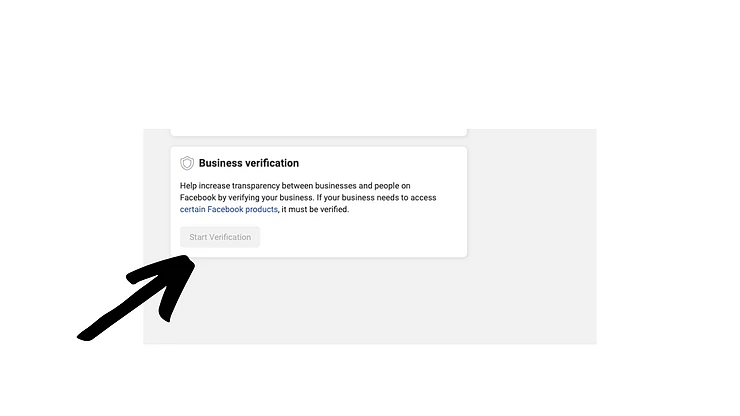 Business verification
Help increase transparency between businesses and people on
Facebook by verifying your business. If your business needs to access
certain Facebook products, it must be verified.
Start Verification